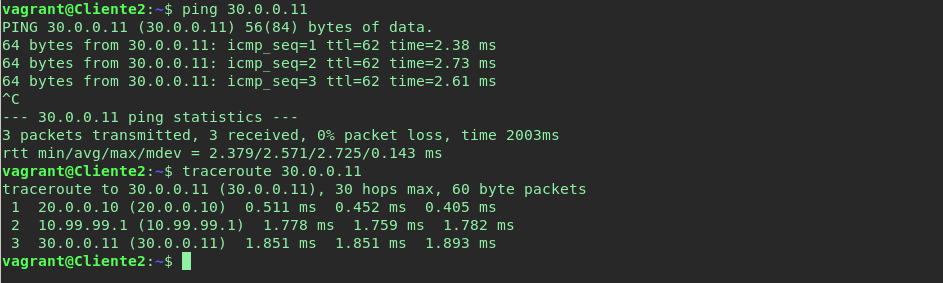 vagrant@Cliente2:~$ ping 30.0.0.11
PING 30.0.0.11 (30.0.0.11) 56(84) bytes of data.
64 bytes from 30.0.0.11: icmp_seq=1 ttl=62 time=2.38 ms
64 bytes from 30.0.0.11: icmp_seq=2 ttl=62 time=2.73 ms
64 bytes from 30.0.0.11: icmp_seq=3 ttl=62 time=2.61 ms
^C
--- 30.0.0.11 ping statistics ---
3 packets transmitted, 3 received, 0% packet loss, time 2003ms
rtt min/avg/max/mdev = 2.379/2.571/2.725/0.143 ms
vagrant@Cliente2:~$ traceroute 30.0.0.11
traceroute to 30.0.0.11 (30.0.0.11), 30 hops max, 60 byte packets
 1  20.0.0.10 (20.0.0.10)  0.511 ms  0.452 ms  0.405 ms
 2  10.99.99.1 (10.99.99.1)  1.778 ms  1.759 ms  1.782 ms
 3  30.0.0.11 (30.0.0.11)  1.851 ms  1.851 ms  1.893 ms
vagrant@Cliente2:~$